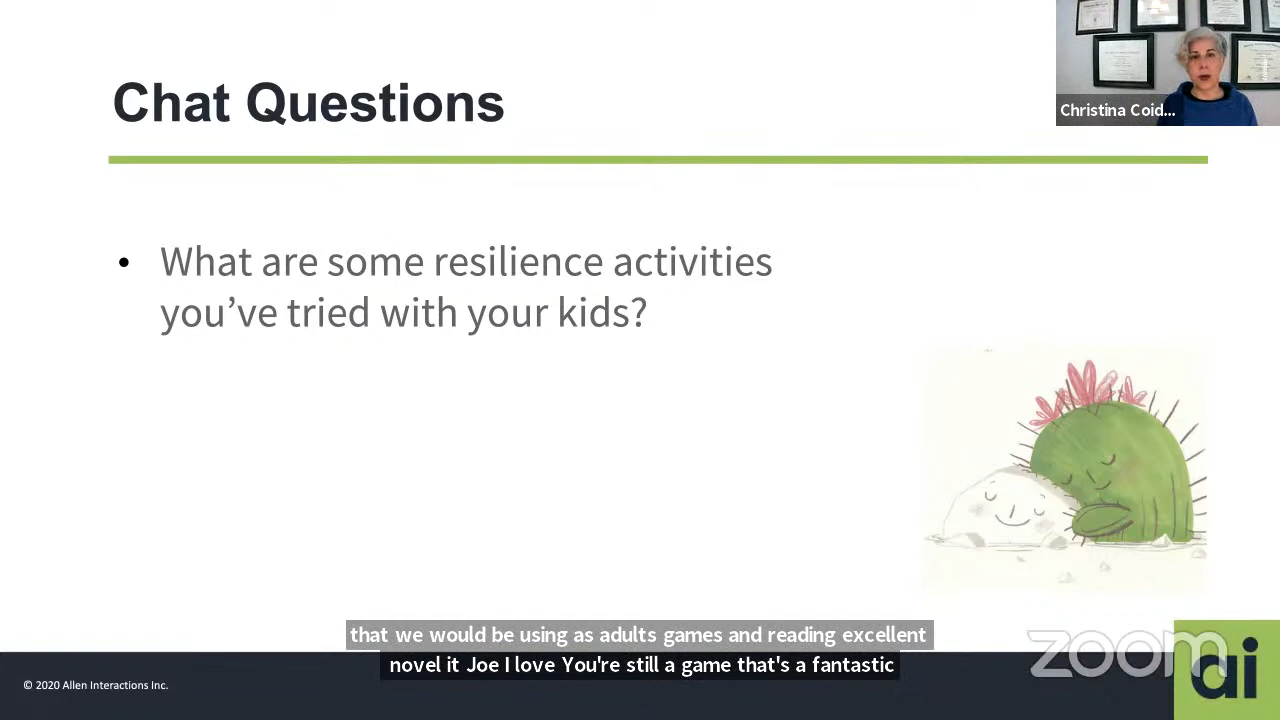 Chat Questions
Christina Coid...
• What are some resilience activities
you’ve tried with your kids?
that we would be using as adults games and reading excellent
novel it Joe I love You're still a game that's a fantastic
zoom
ai
© 2020 Allen Interactions Inc.